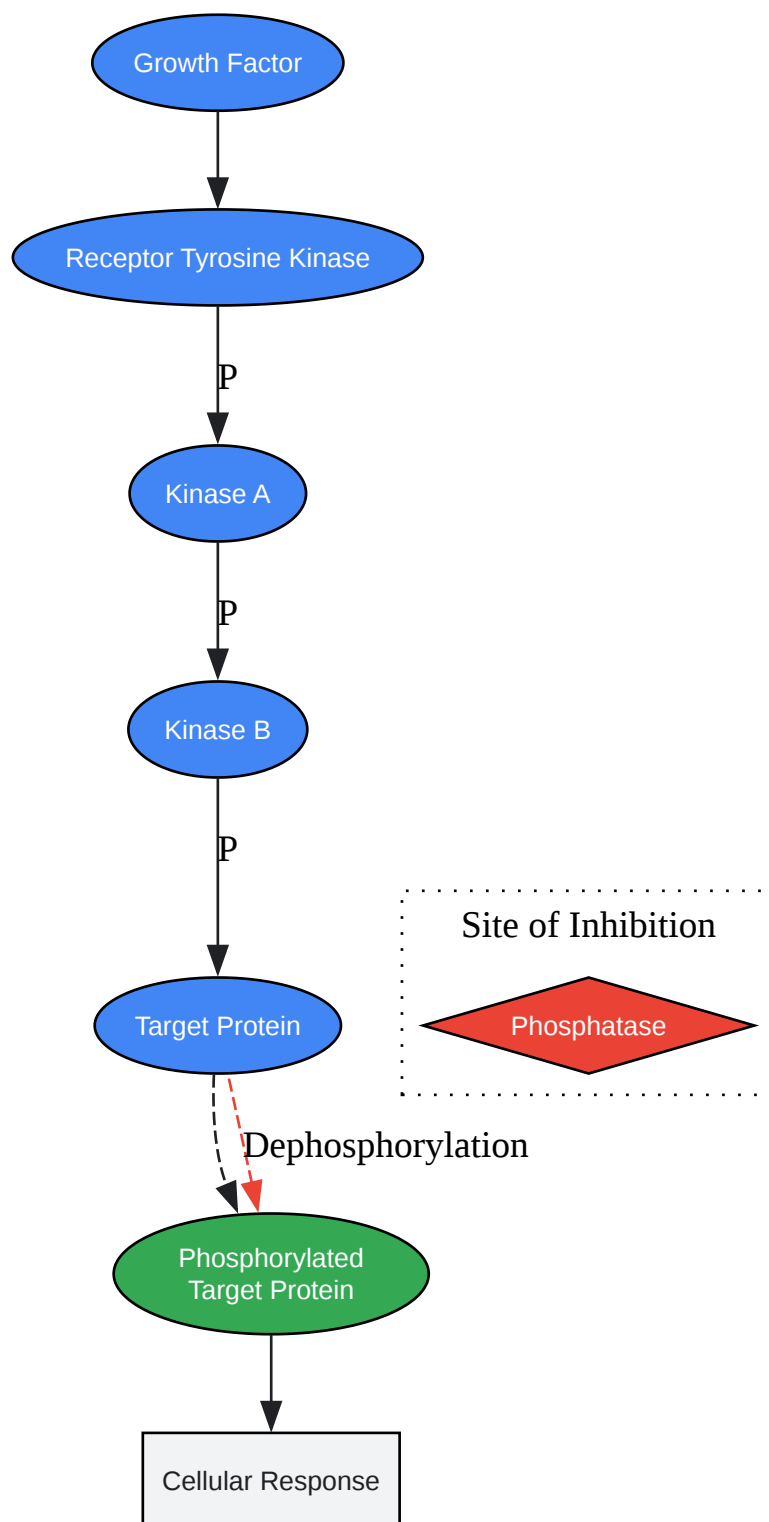 Growth Factor
Receptor Tyrosine Kinase
P
Kinase A
P
Kinase B
P
Site of Inhibition
Target Protein
Phosphatase
Dephosphorylation
Phosphorylated
Target Protein
Cellular Response